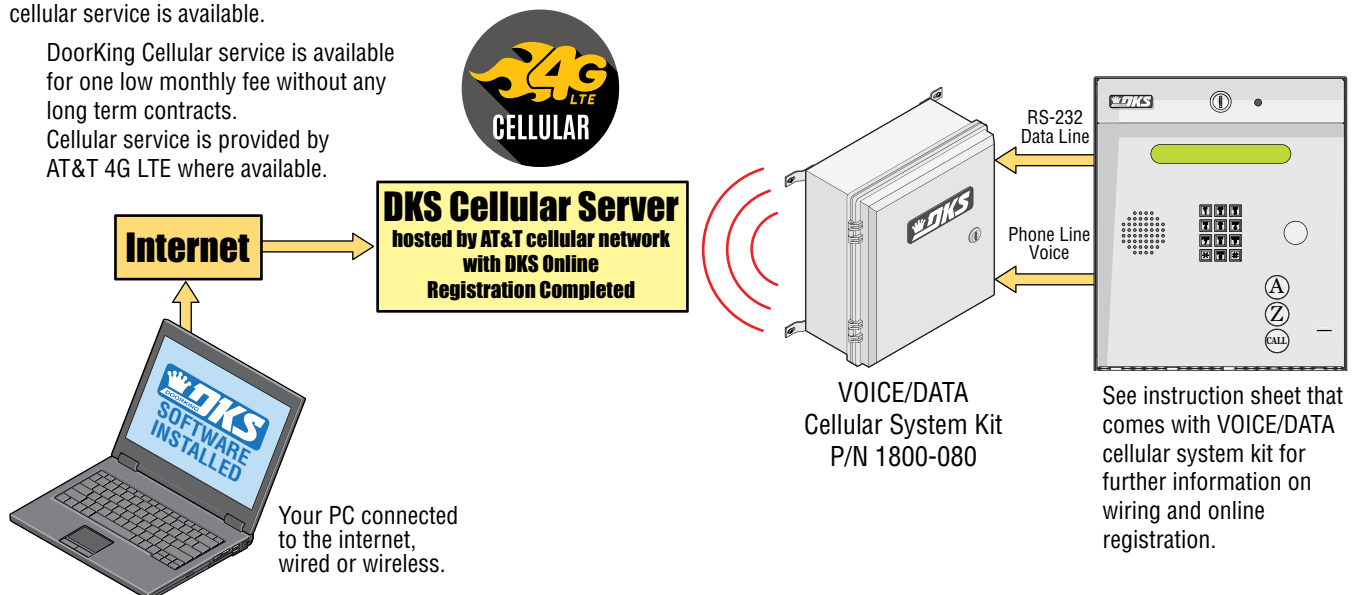 cellular service is available.
DoorKing Cellular service is available
for one low monthly fee without any
long term contracts.
Cellular service is provided by
AT&T 4G LTE where available.
4G
LTE
CELLULAR
Internet
DKS Cellular Server
hosted by AT&T cellular network
with DKS Online
Registration Completed
DKS
DOORKING
SOFTWARE
INSTALLED
Your PC connected
to the internet,
wired or wireless.
DKS
VOICE/DATA
Cellular System Kit
P/N 1800-080
RS-232
Data Line
Phone Line
Voice
DKS
A
Z
CALL
See instruction sheet that
comes with VOICE/DATA
cellular system kit for
further information on
wiring and online
registration.